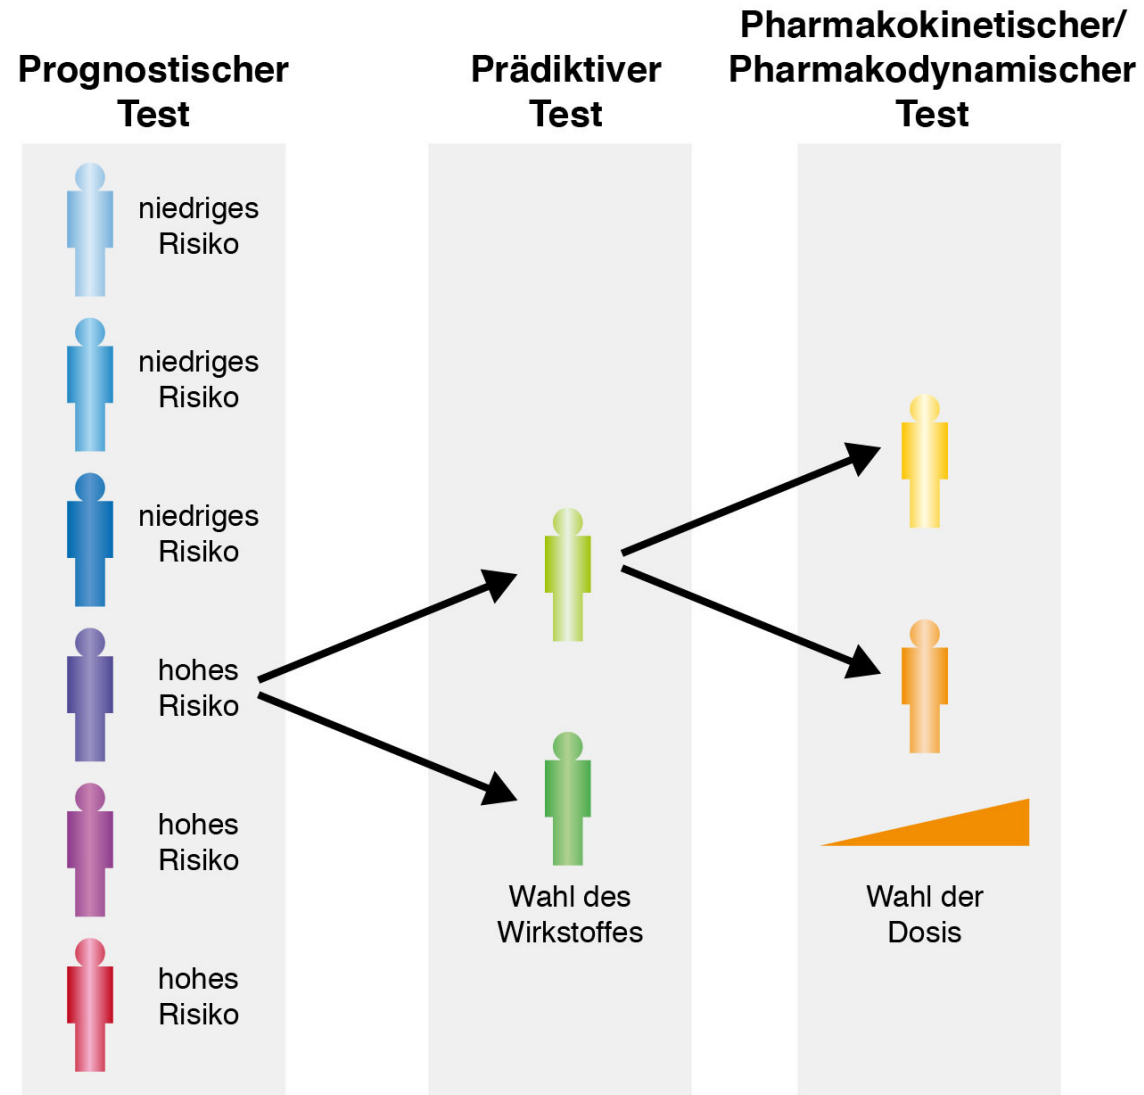 Prognostischer
Test
niedriges
Risiko
niedriges
Risiko
niedriges
Risiko
hohes
Risiko
hohes
Risiko
hohes
Risiko
Prädiktiver
Test
Wahl des
Wirkstoffes
Pharmakokinetischer/
Pharmakodynamischer
Test
Wahl der
Dosis